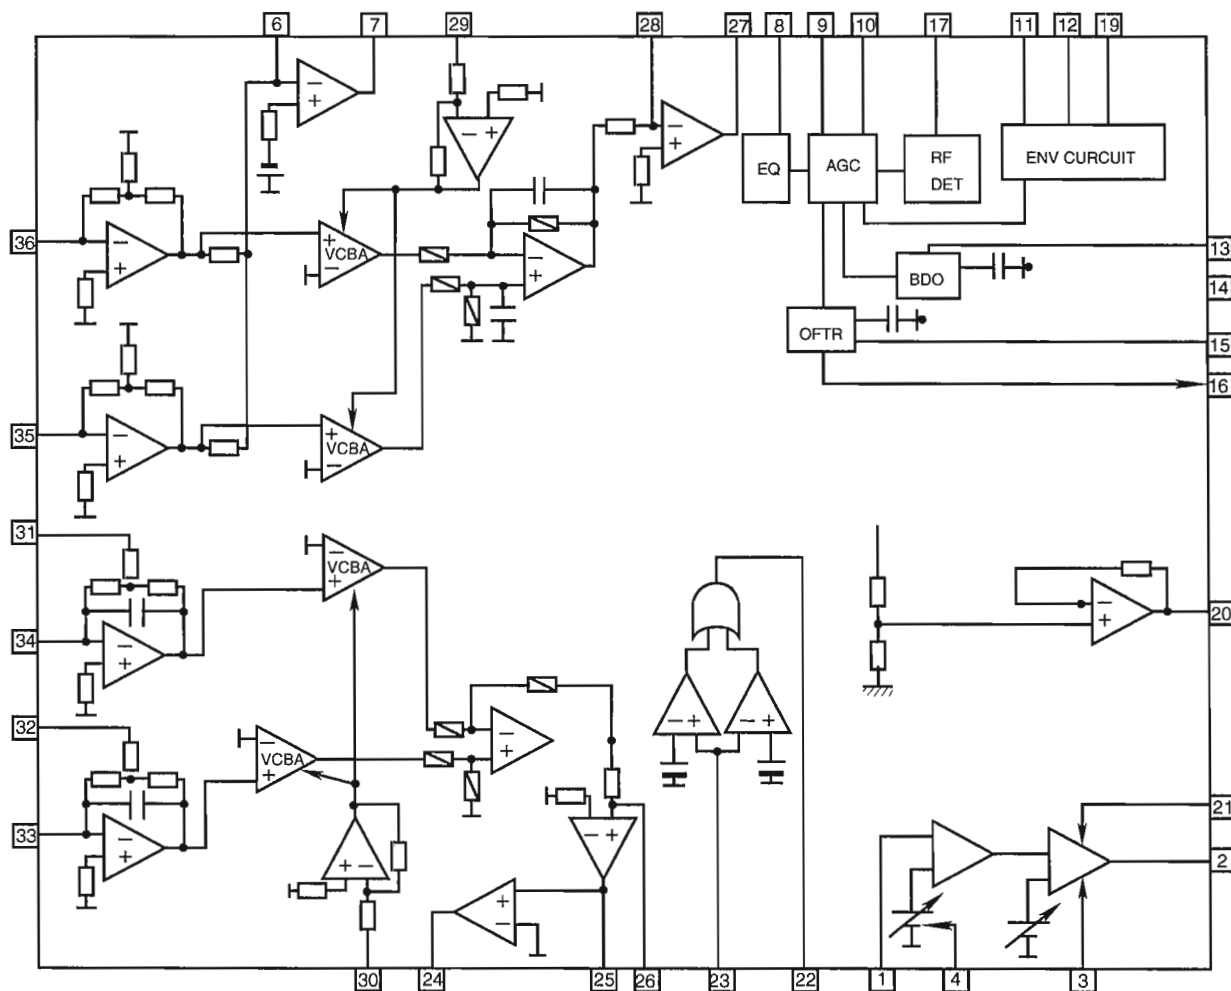 6 7 29 28 27 8 9 10 17 11 12 19
− +
− +
− +
EQ AGC RF DET ENV CURCUIT
36 − + + VCBA − − + 13
BDO
14
OFTR
15
16
35 − + + VCBA −
31
− VCBA +
34 − + − + 20
32
− VCBA + − + − + − +
33 − + − + 21
+ − 2
+ −
30 24 25 26 23 22 1 4 3